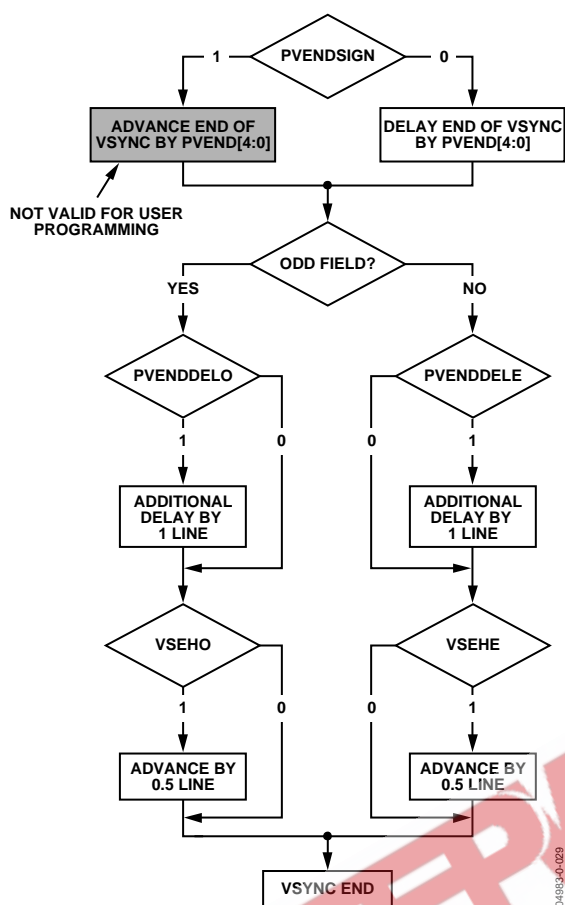 PVENDSIGN
1
0
ADVANCE END OF
VSYNC BY PVEND[4:0]
DELAY END OF VSYNC
BY PVEND[4:0]
NOT VALID FOR USER
PROGRAMMING
ODD FIELD?
YES
NO
PVENDDELO
PVENDDELE
1
0
0
1
ADDITIONAL
DELAY BY
1 LINE
ADDITIONAL
DELAY BY
1 LINE
VSEHO
VSEHE
1
0
0
1
ADVANCE BY
0.5 LINE
ADVANCE BY
0.5 LINE
VSYNC END
04983-0-029